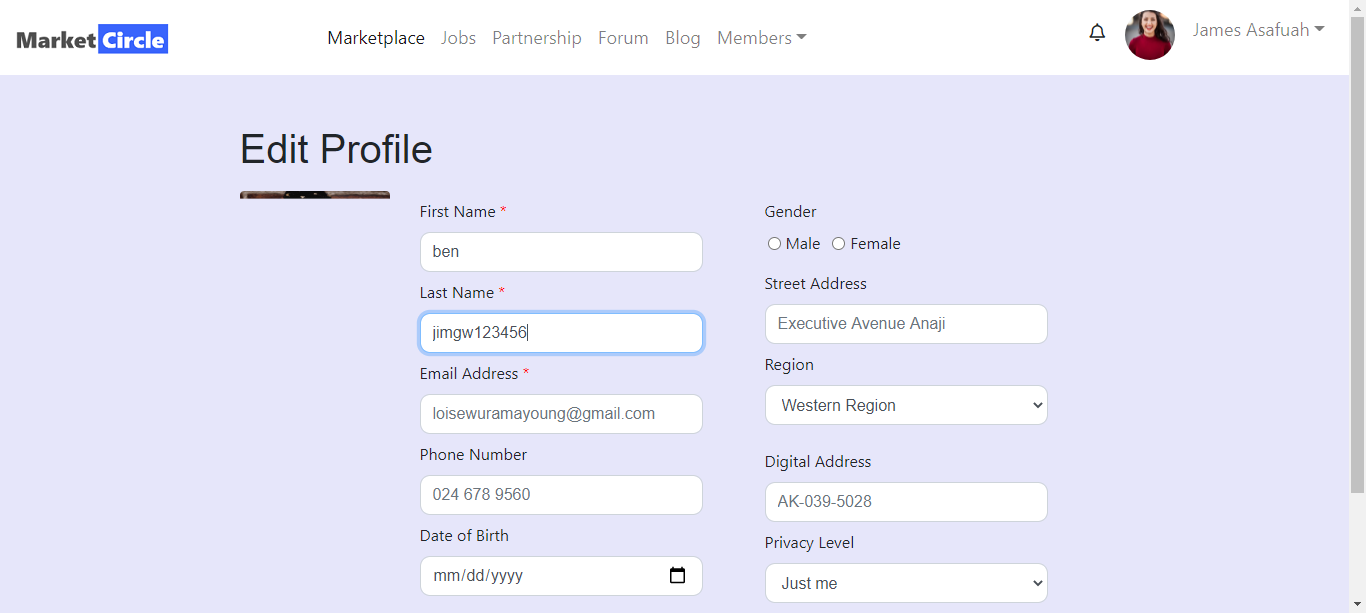 Market Circle
Marketplace Jobs Partnership Forum Blog Members
James Asafuah
Edit Profile
First Name *
ben
Last Name *
jimgw123456
Email Address *
loisewuramayoung@gmail.com
Phone Number
024 678 9560
Date of Birth
mm/dd/yyyy
Gender
Male Female
Street Address
Executive Avenue Anaji
Region
Western Region
Digital Address
AK-039-5028
Privacy Level
Just me